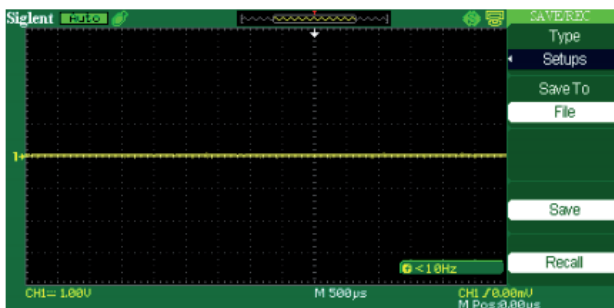 Siglent Auto
SAVE/REC
Type
Setups
Save To
File
1
Save
Recall
<10Hz
CH1= 1.00V
M 500µs
CH1 /0.00mV
M Pos:0.00µs